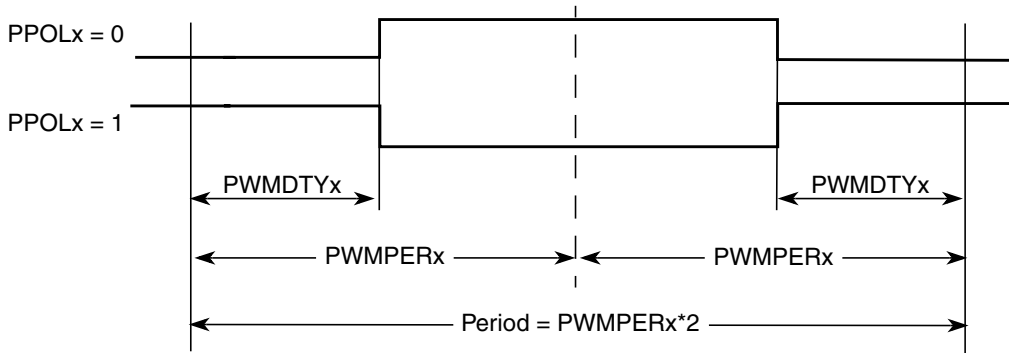 PPOLx = 0
PPOLx = 1
PWMDTYx
PWMDTYx
PWMPERx
PWMPERx
Period = PWMPERx*2